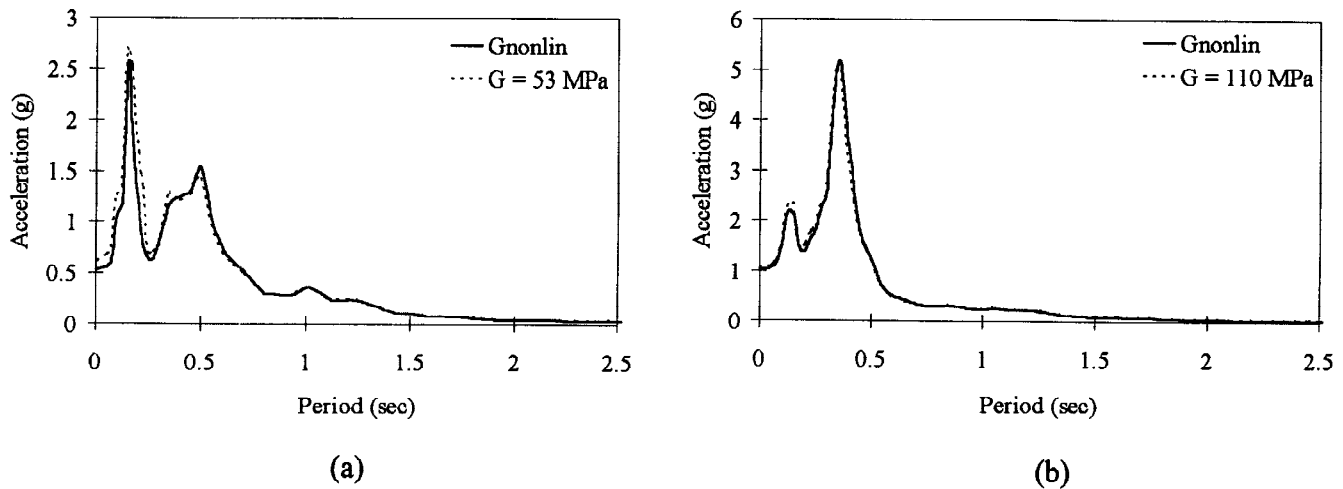 3
2.5
2
1.5
1
0.5
0
Acceleration (g)
Gnonlin
G = 53 MPa
0 0.5 1 1.5 2 2.5
Period (sec)
(a)
6
5
4
3
2
1
0
Acceleration (g)
Gnonlin
G = 110 MPa
0 0.5 1 1.5 2 2.5
Period (sec)
(b)